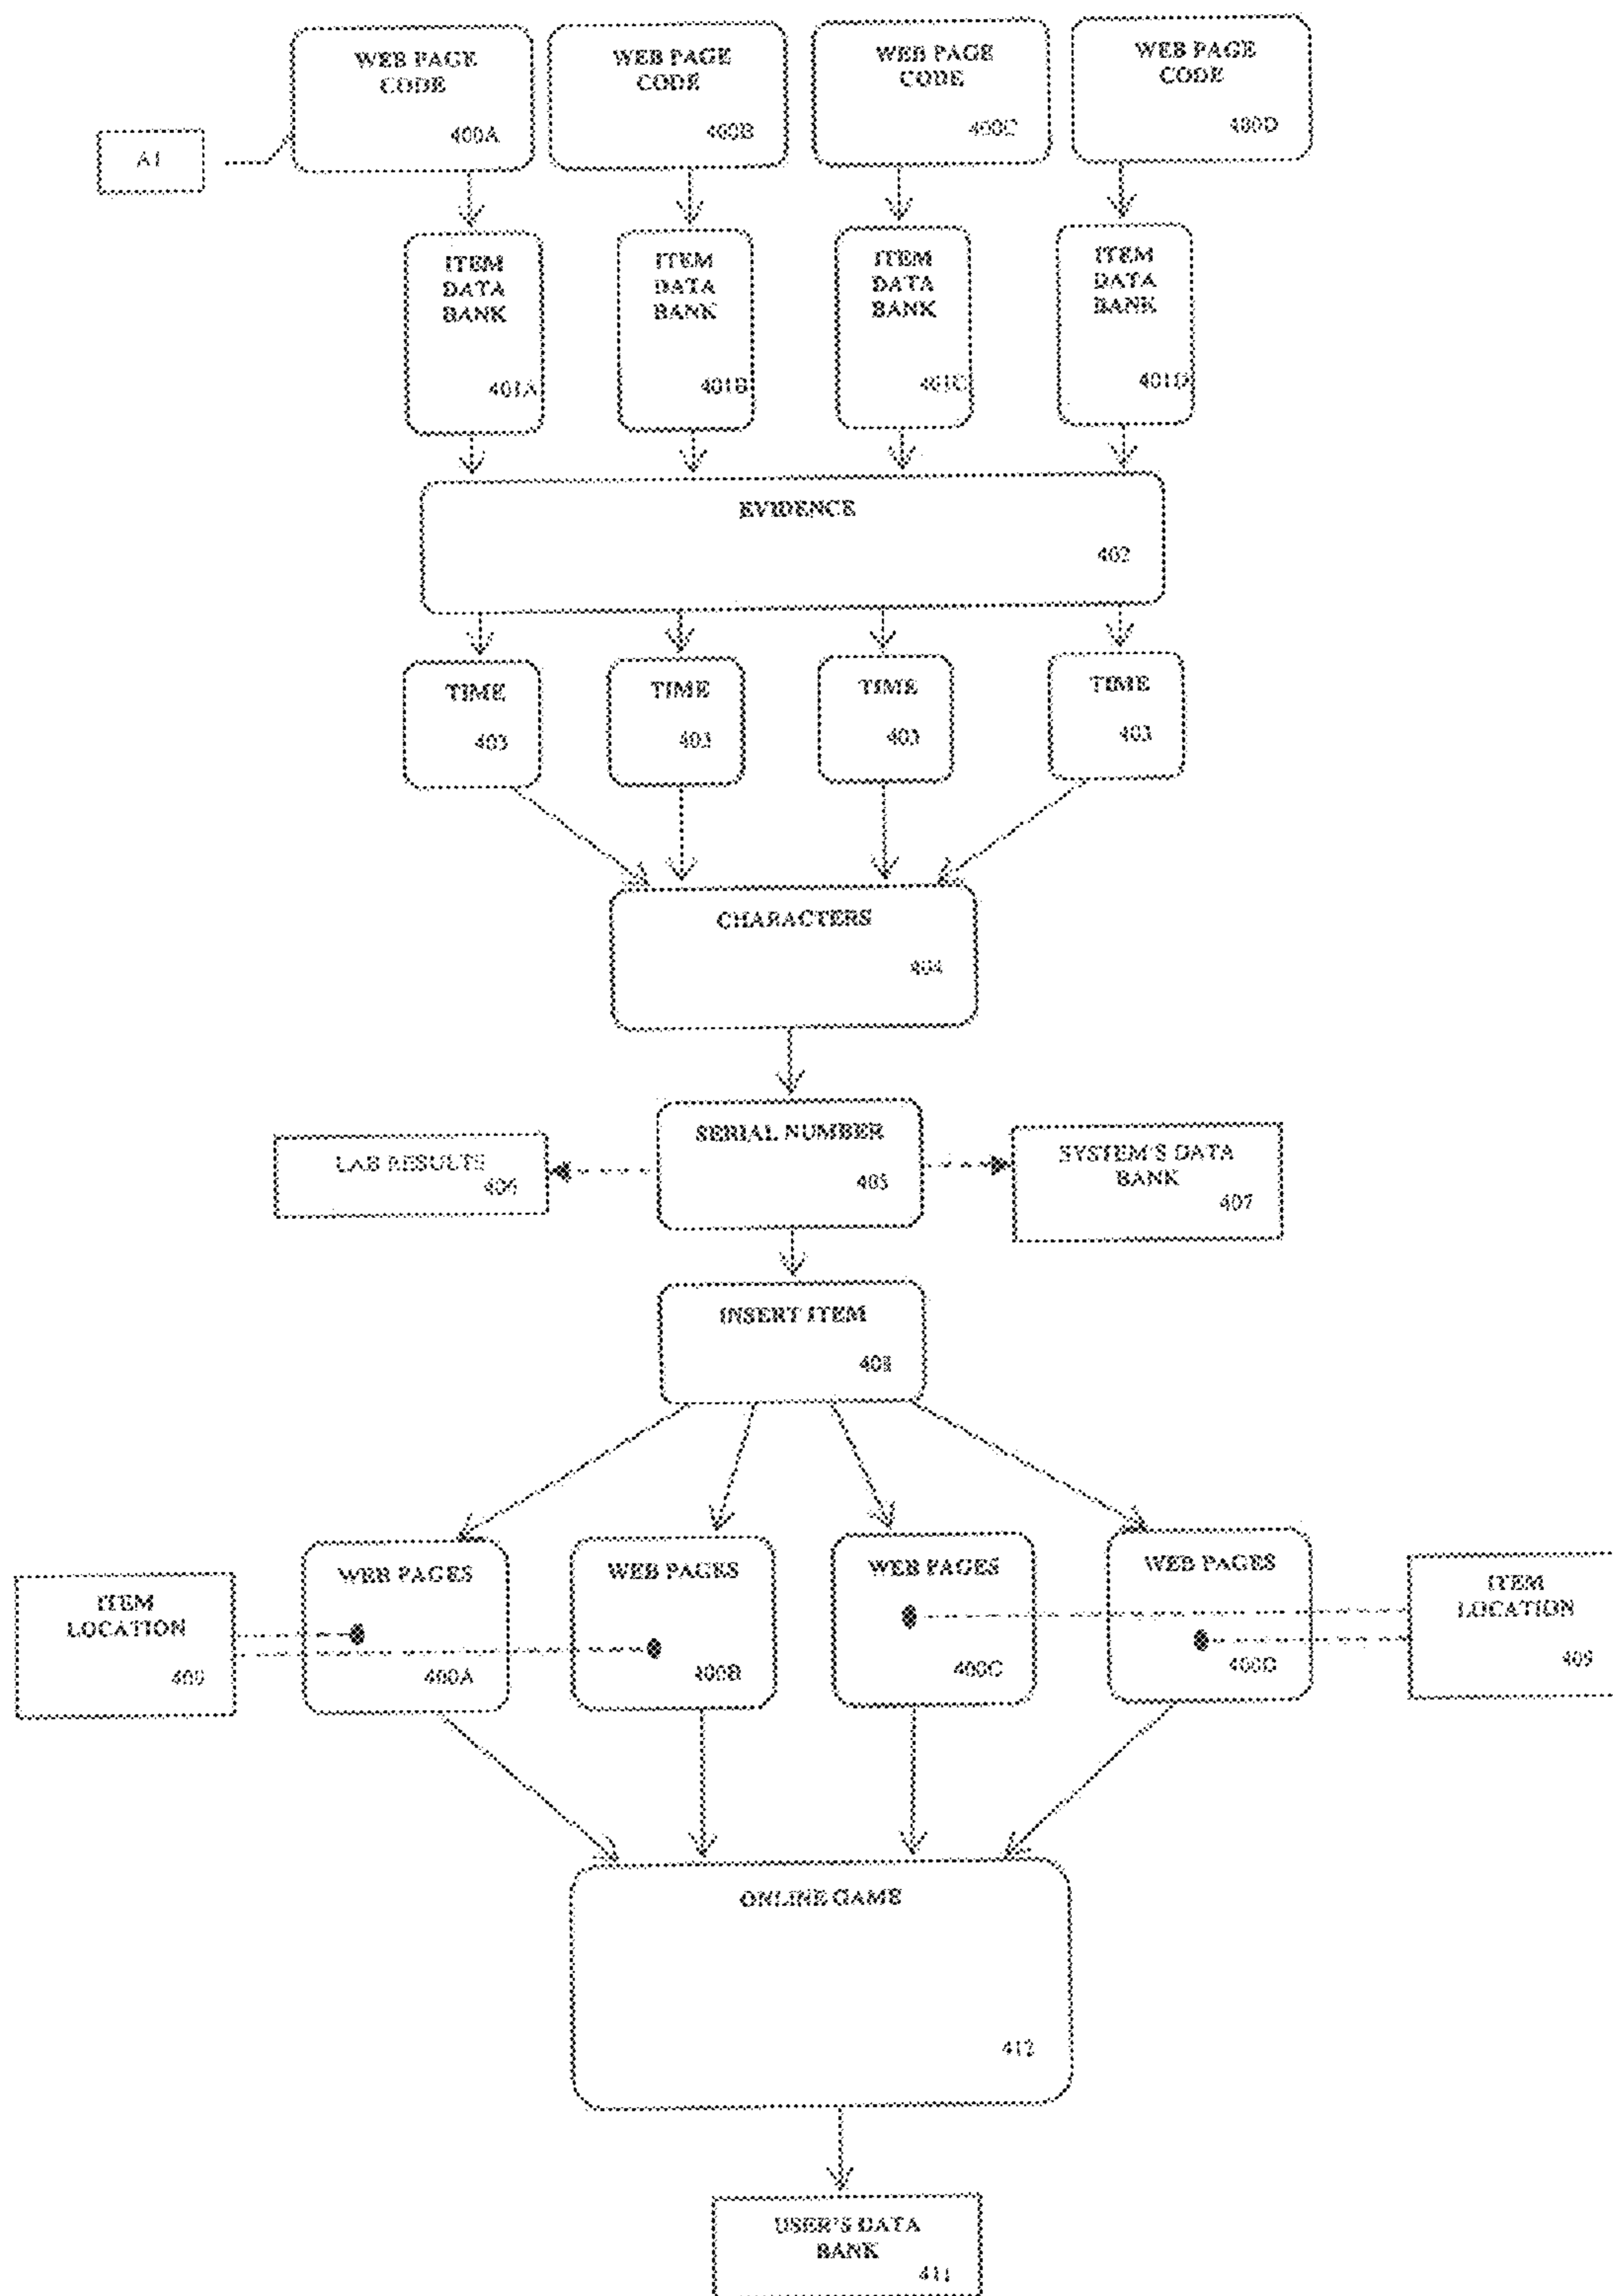 WEB PAGE
CODE
400A
WEB PAGE
CODE
400B
WEB PAGE
CODE
400C
WEB PAGE
CODE
400D
A1
ITEM
DATA
BANK
401A
ITEM
DATA
BANK
401B
ITEM
DATA
BANK
401C
ITEM
DATA
BANK
401D
EVIDENCE
402
TIME
403
TIME
403
TIME
403
TIME
403
CHARACTERS
404
SERIAL NUMBER
405
LAB RESULTS
406
SYSTEM'S DATA
BANK
407
INSERT ITEM
408
ITEM
LOCATION
409
WEB PAGES
400A
WEB PAGES
400B
WEB PAGES
400C
WEB PAGES
400D
ITEM
LOCATION
409
ONLINE GAME
412
USER'S DATA
BANK
411